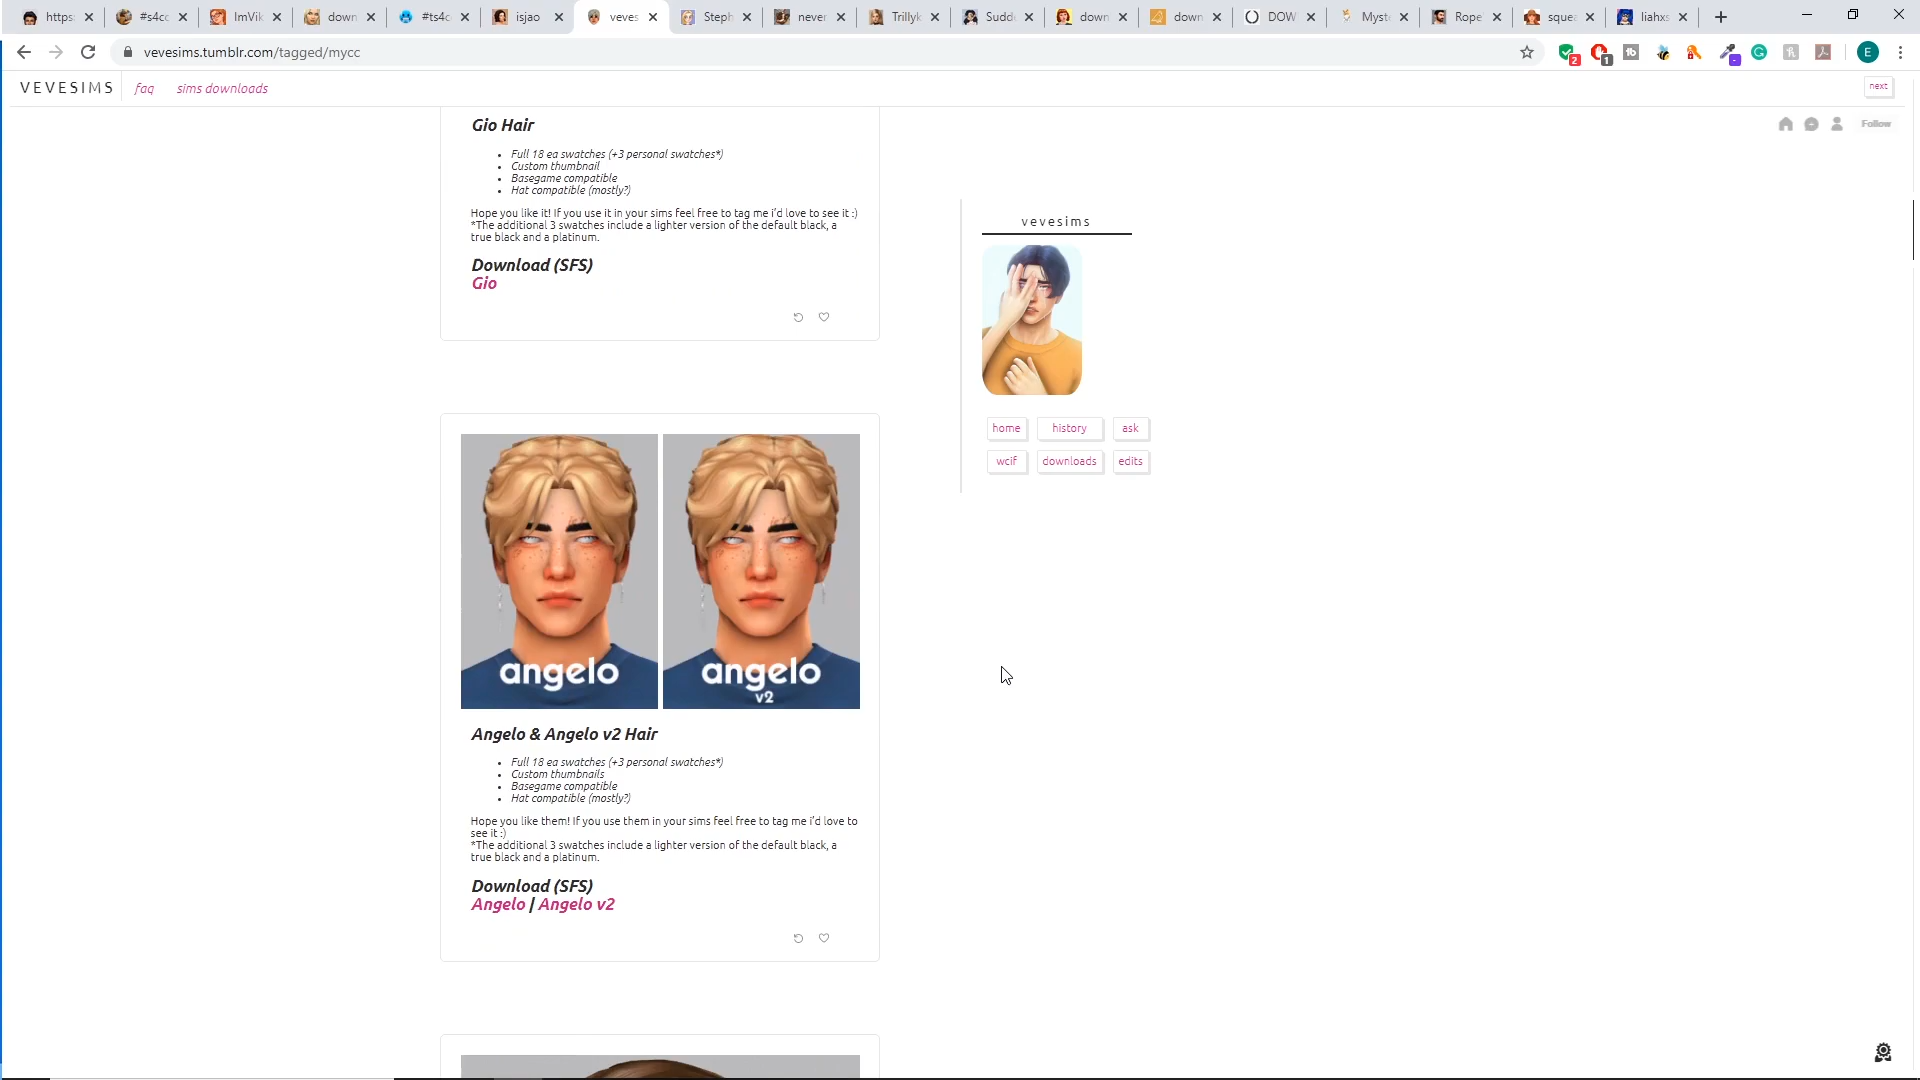 https
#s4cc
ImVik
down
#ts4c
isjao
veves
Steph
never
Trillyk
Sudd
down
down
DOW
Myst
Rope
squea
liahxs
vevesims.tumblr.com/tagged/mycc
2
1
E
VEVESIMS
faq
sims downloads
next
Follow
Gio Hair
• Full 18 ea swatches (+3 personal swatches*)
• Custom thumbnail
• Basegame compatible
• Hat compatible (mostly?)
Hope you like it! If you use it in your sims feel free to tag me i'd love to see it :)
*The additional 3 swatches include a lighter version of the default black, a
true black and a platinum.
Download (SFS)
Gio
vevesims
home
history
ask
wcif
downloads
edits
angelo
angelo
v2
Angelo & Angelo v2 Hair
• Full 18 ea swatches (+3 personal swatches*)
• Custom thumbnails
• Basegame compatible
• Hat compatible (mostly?)
Hope you like them! If you use them in your sims feel free to tag me i'd love to
see it :)
*The additional 3 swatches include a lighter version of the default black, a
true black and a platinum.
Download (SFS)
Angelo | Angelo v2